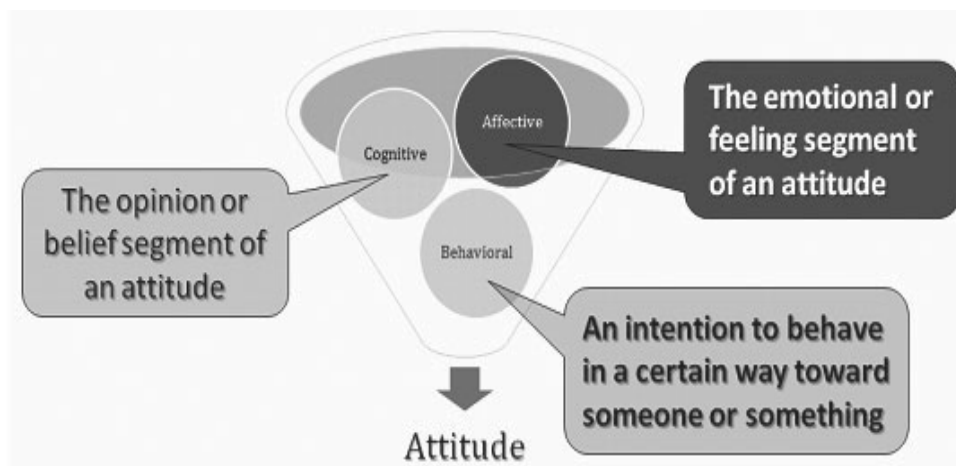 The emotional or
feeling segment
of an attitude
Affective
Cognitive
The opinion or
belief segment of
an attitude
Behavioral
An intention to behave
in a certain way toward
someone or something
Attitude